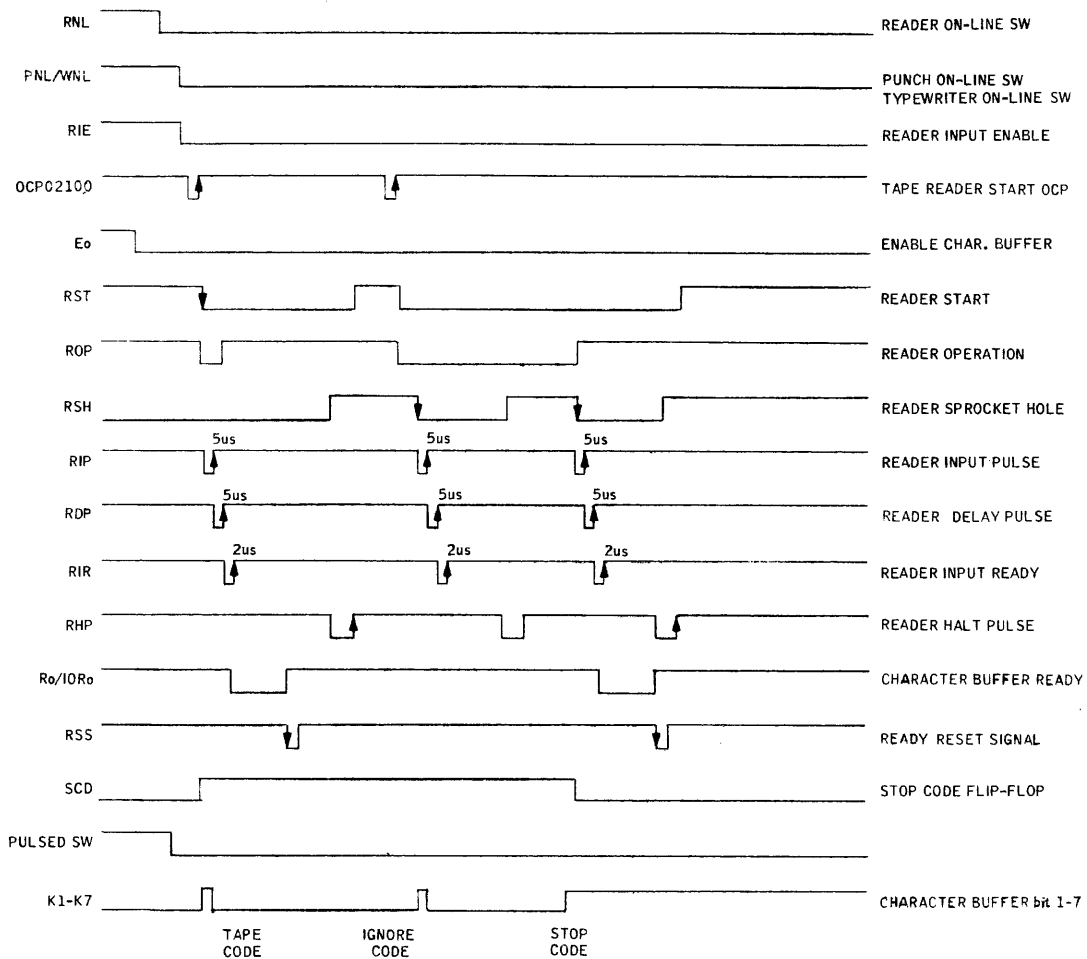 RNL READER ON-LINE SW
PNL/WNL PUNCH ON-LINE SW
TYPEWRITER ON-LINE SW
RIE READER INPUT ENABLE
OCP02100 TAPE READER START OCP
Eo ENABLE CHAR. BUFFER
RST READER START
ROP READER OPERATION
RSH READER SPROCKET HOLE
5us 5us 5us
RIP READER INPUT PULSE
5us 5us 5us
RDP READER DELAY PULSE
2us 2us 2us
RIR READER INPUT READY
RHP READER HALT PULSE
Ro/IORo CHARACTER BUFFER READY
RSS READY RESET SIGNAL
SCD STOP CODE FLIP-FLOP
PULSED SW
K1-K7 CHARACTER BUFFER bit 1-7
TAPE IGNORE STOP
CODE CODE CODE